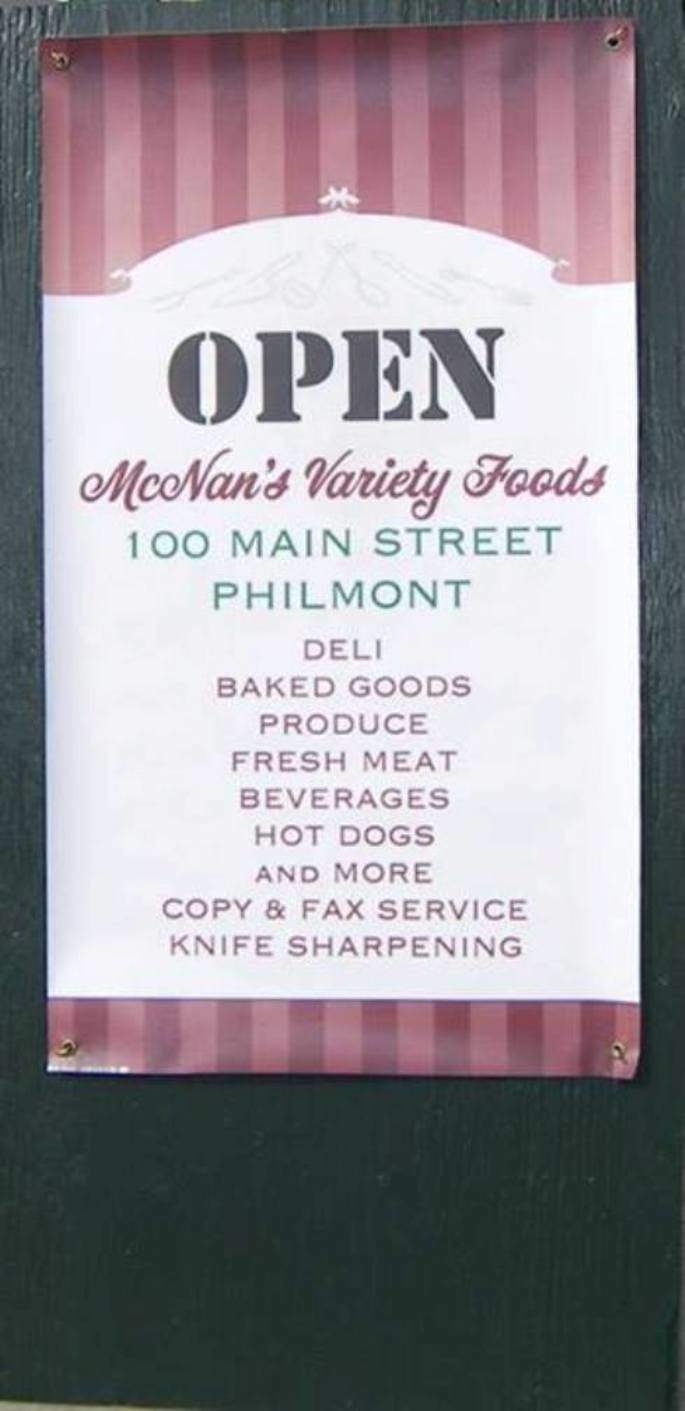 OPEN
McNan's Variety Foods
100 MAIN STREET
PHILMONT
DELI
BAKED GOODS
PRODUCE
FRESH MEAT
BEVERAGES
HOT DOGS
AND MORE
COPY & FAX SERVICE
KNIFE SHARPENING